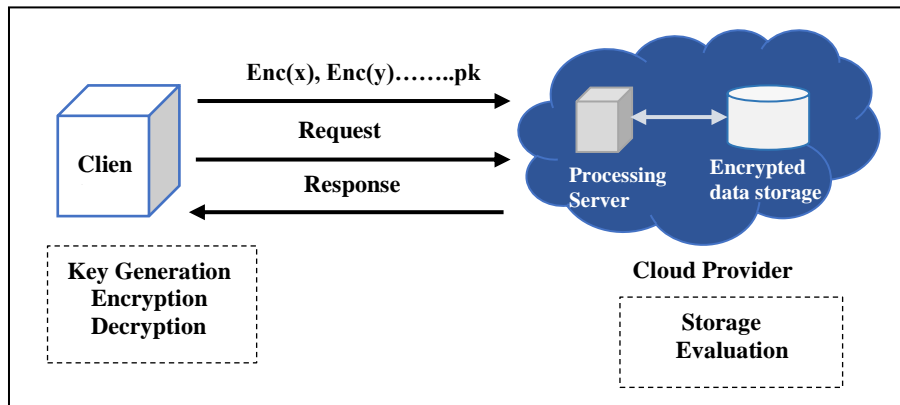 Enc(x), Enc(y)……..pk
Request
Response
Clien
Key Generation
Encryption
Decryption
Processing
Server
Encrypted
data storage
Cloud Provider
Storage
Evaluation